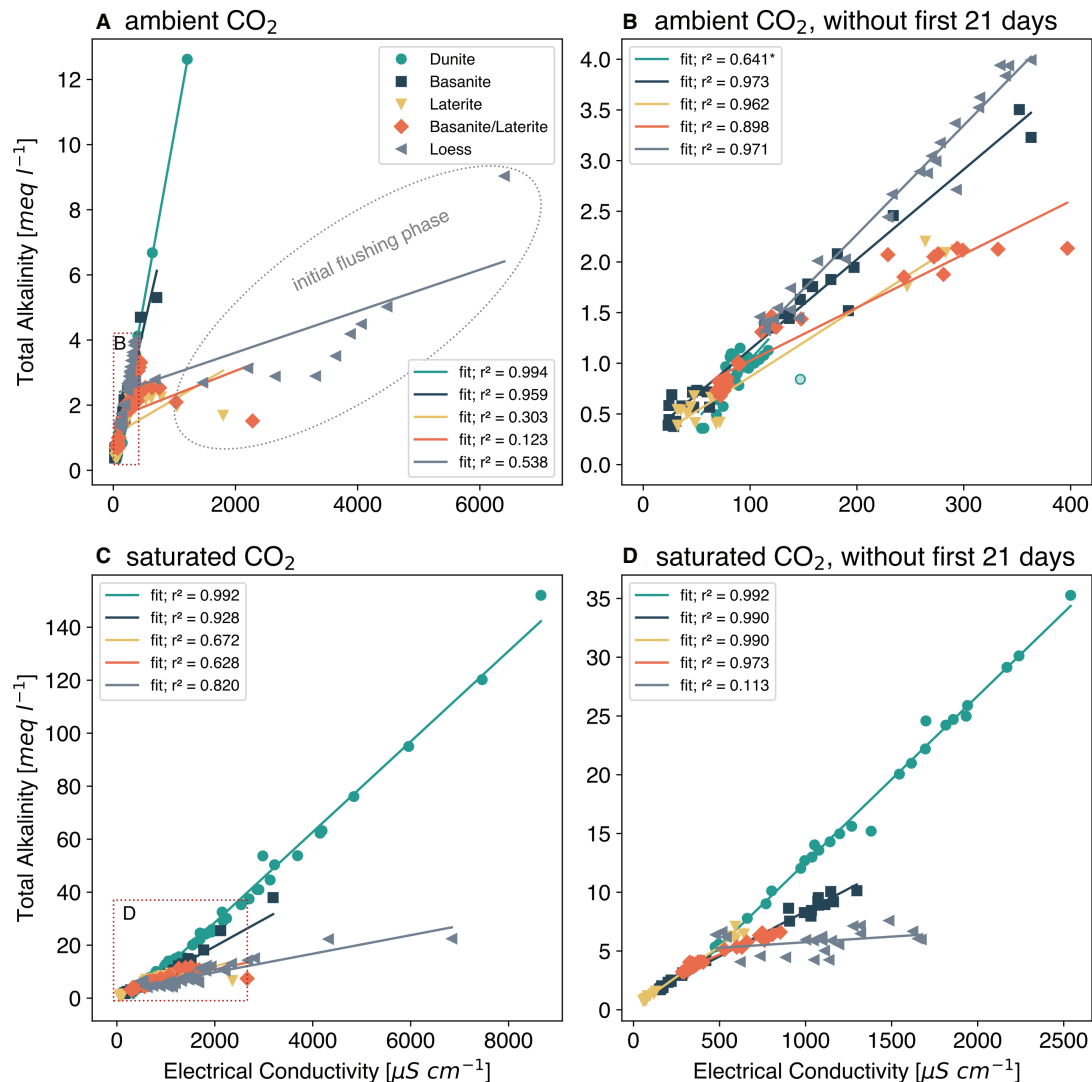 A ambient CO₂
12
10
8
6
4
2
0
0
2000
4000
6000
Total Alkalinity [meq l⁻¹]
Dunite
Basanite
Laterite
Basanite/Laterite
Loess
initial flushing phase
B
fit; r² = 0.994
fit; r² = 0.959
fit; r² = 0.303
fit; r² = 0.123
fit; r² = 0.538
B ambient CO₂, without first 21 days
4.0
3.5
3.0
2.5
2.0
1.5
1.0
0.5
0.0
0
100
200
300
400
fit; r² = 0.641*
fit; r² = 0.973
fit; r² = 0.962
fit; r² = 0.898
fit; r² = 0.971
C saturated CO₂
140
120
100
80
60
40
20
0
0
2000
4000
6000
8000
Total Alkalinity [meq l⁻¹]
Electrical Conductivity [μS cm⁻¹]
fit; r² = 0.992
fit; r² = 0.928
fit; r² = 0.672
fit; r² = 0.628
fit; r² = 0.820
D
D saturated CO₂, without first 21 days
35
30
25
20
15
10
5
0
0
500
1000
1500
2000
2500
Electrical Conductivity [μS cm⁻¹]
fit; r² = 0.992
fit; r² = 0.990
fit; r² = 0.990
fit; r² = 0.973
fit; r² = 0.113